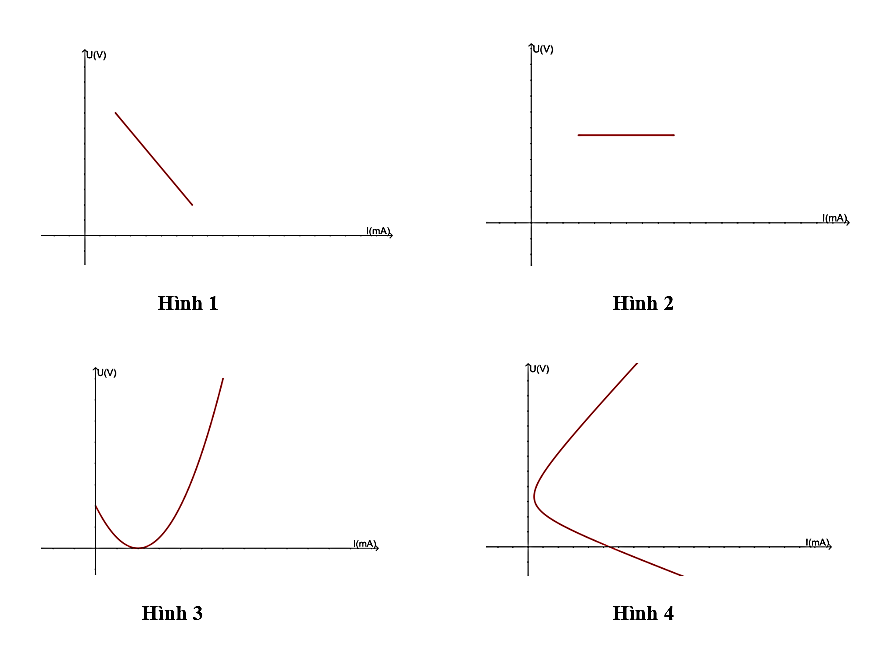 U(V)
I(mA)
Hình 1
U(V)
I(mA)
Hình 2
U(V)
I(mA)
Hình 3
U(V)
I(mA)
Hình 4